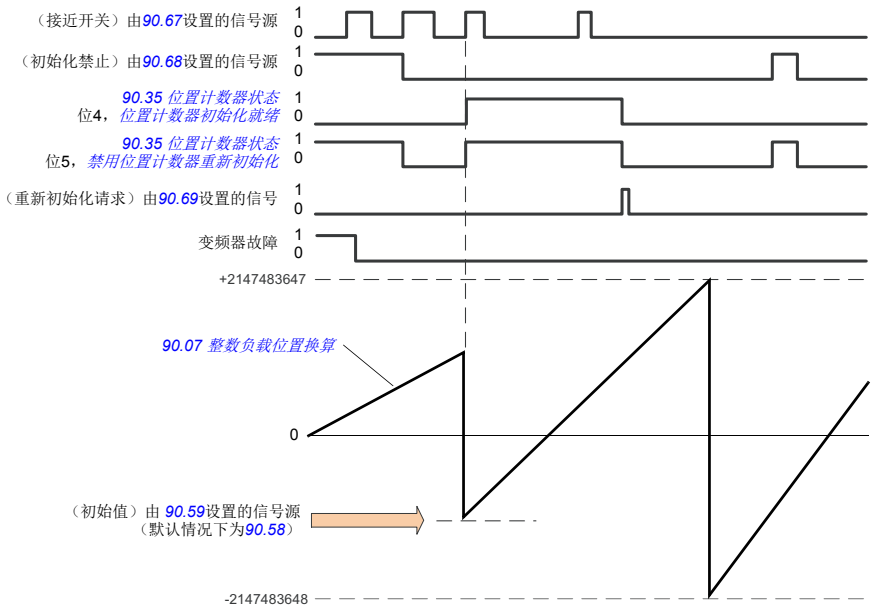 （接近开关）由90.67设置的信号源
1
0
（初始化禁止）由90.68设置的信号源
1
0
90.35 位置计数器状态
位4，位置计数器初始化就绪
1
0
90.35 位置计数器状态
位5，禁用位置计数器重新初始化
1
0
（重新初始化请求）由90.69设置的信号
1
0
变频器故障
1
0
+2147483647
90.07 整数负载位置换算
0
（初始值）由 90.59设置的信号源
（默认情况下为90.58）
-2147483648